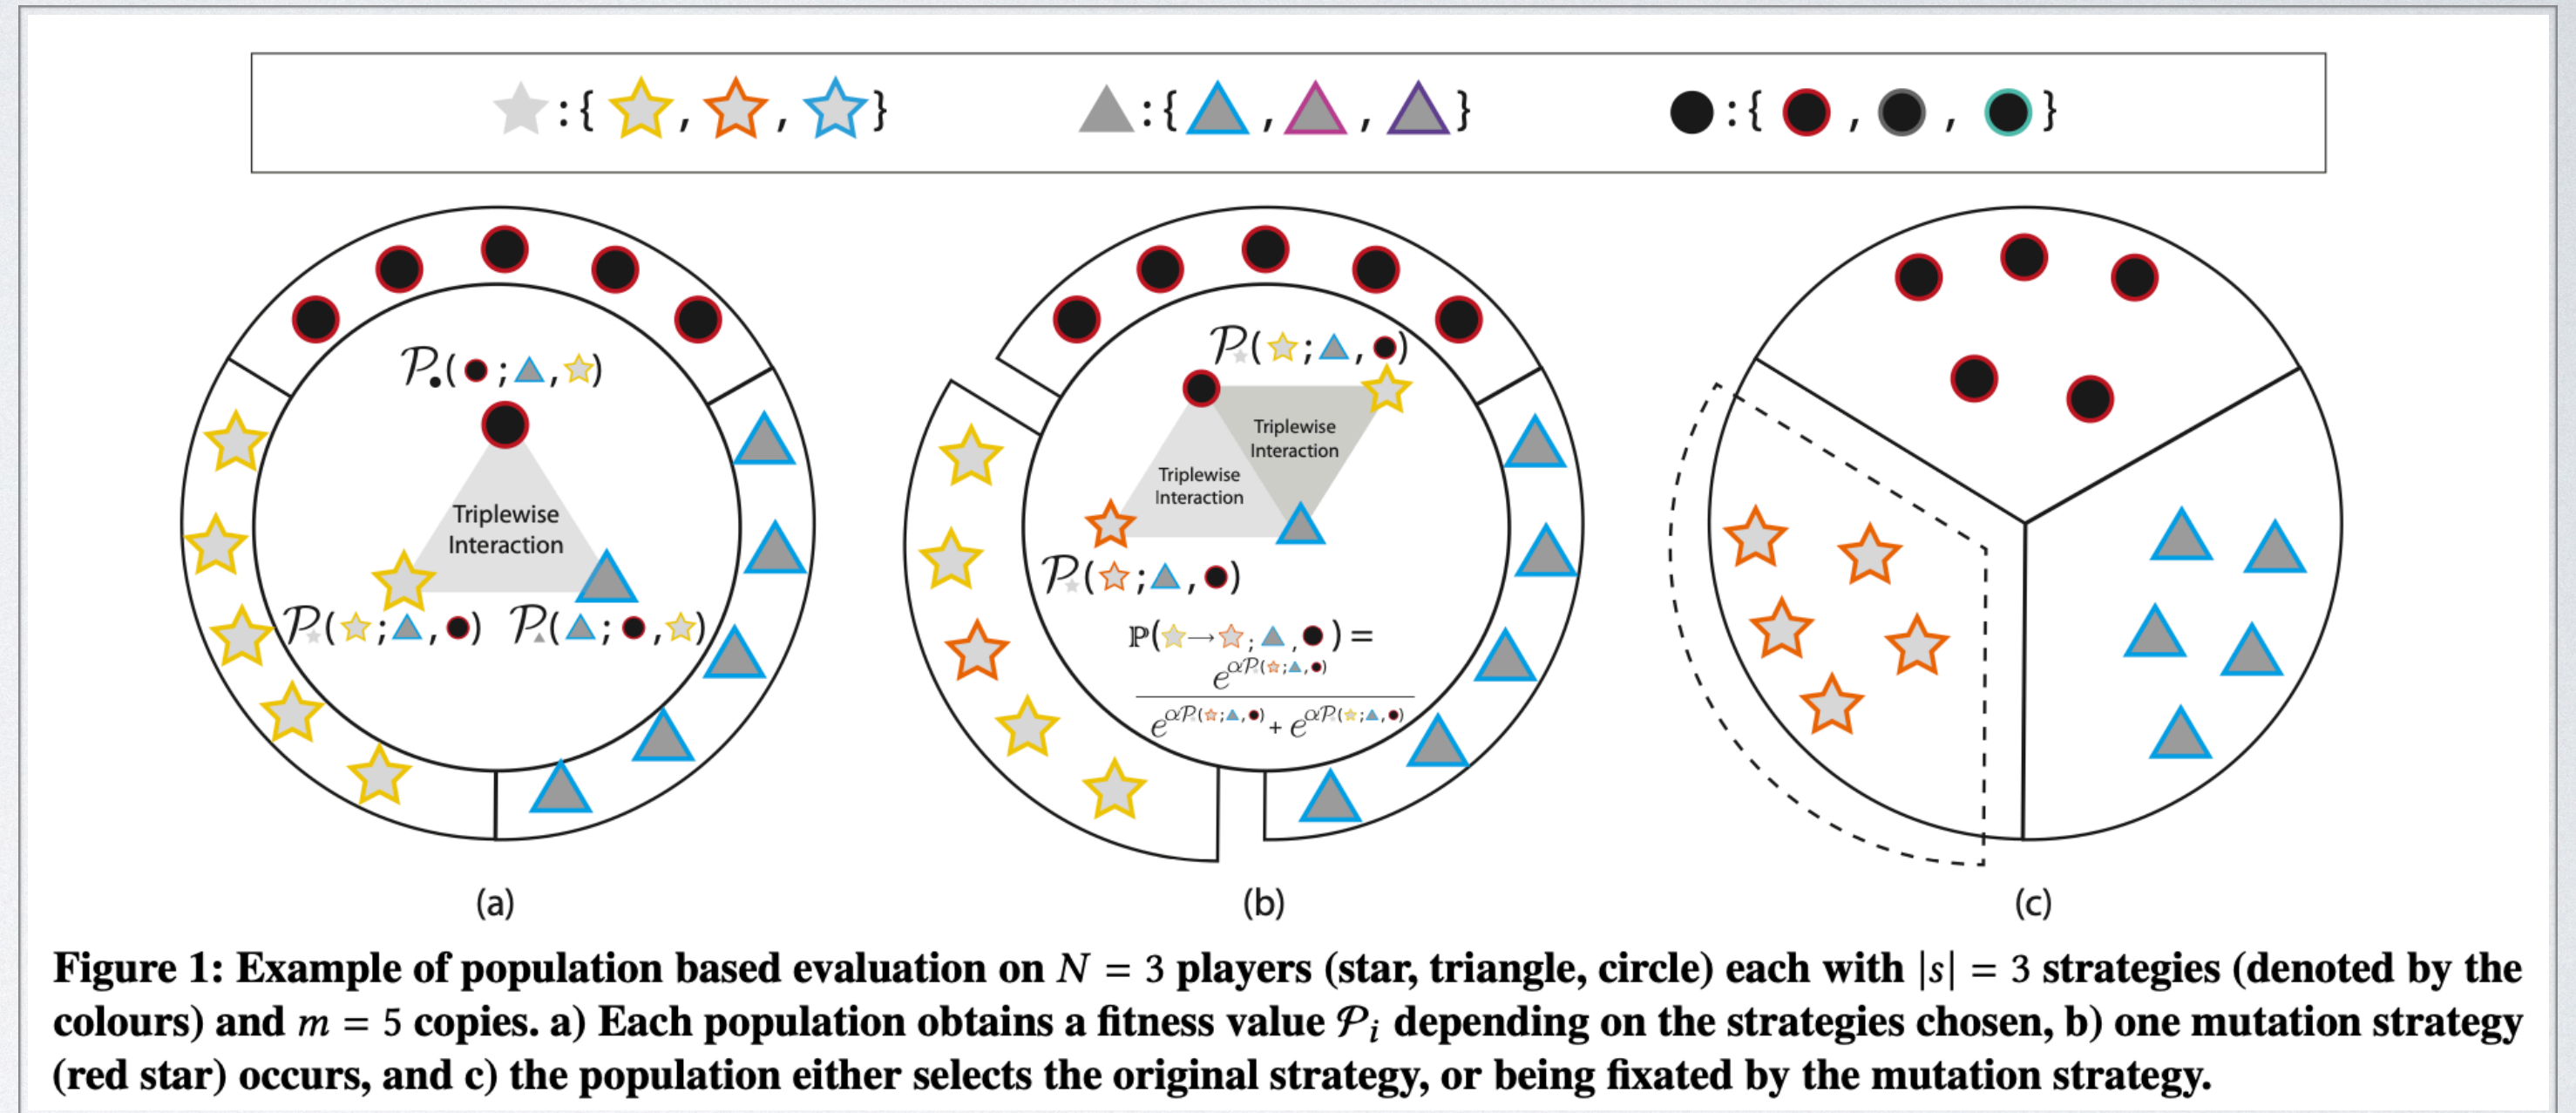 ★ : { ☆ , ☆ , ☆ } ▲ : { △ , △ , △ } ● : { ● , ● , ● }
𝒫●( ● ; ▲ , ☆ )
Triplewise
Interaction
𝒫★( ☆ ; ▲ , ● ) 𝒫▲( ▲ ; ● , ☆ )
(a)
𝒫★( ☆ ; ▲ , ● )
Triplewise
Interaction
Triplewise
Interaction
𝒫★( ☆ ; ▲ , ● )
ℙ( ☆ → ☆ ; ▲ , ● ) =
e^α𝒫★(☆;▲,●)
e^α𝒫★(☆;▲,●) + e^α𝒫★(☆;▲,●)
(b)
(c)
Figure 1: Example of population based evaluation on N = 3 players (star, triangle, circle) each with |s| = 3 strategies (denoted by the
colours) and m = 5 copies. a) Each population obtains a fitness value 𝒫i depending on the strategies chosen, b) one mutation strategy
(red star) occurs, and c) the population either selects the original strategy, or being fixated by the mutation strategy.